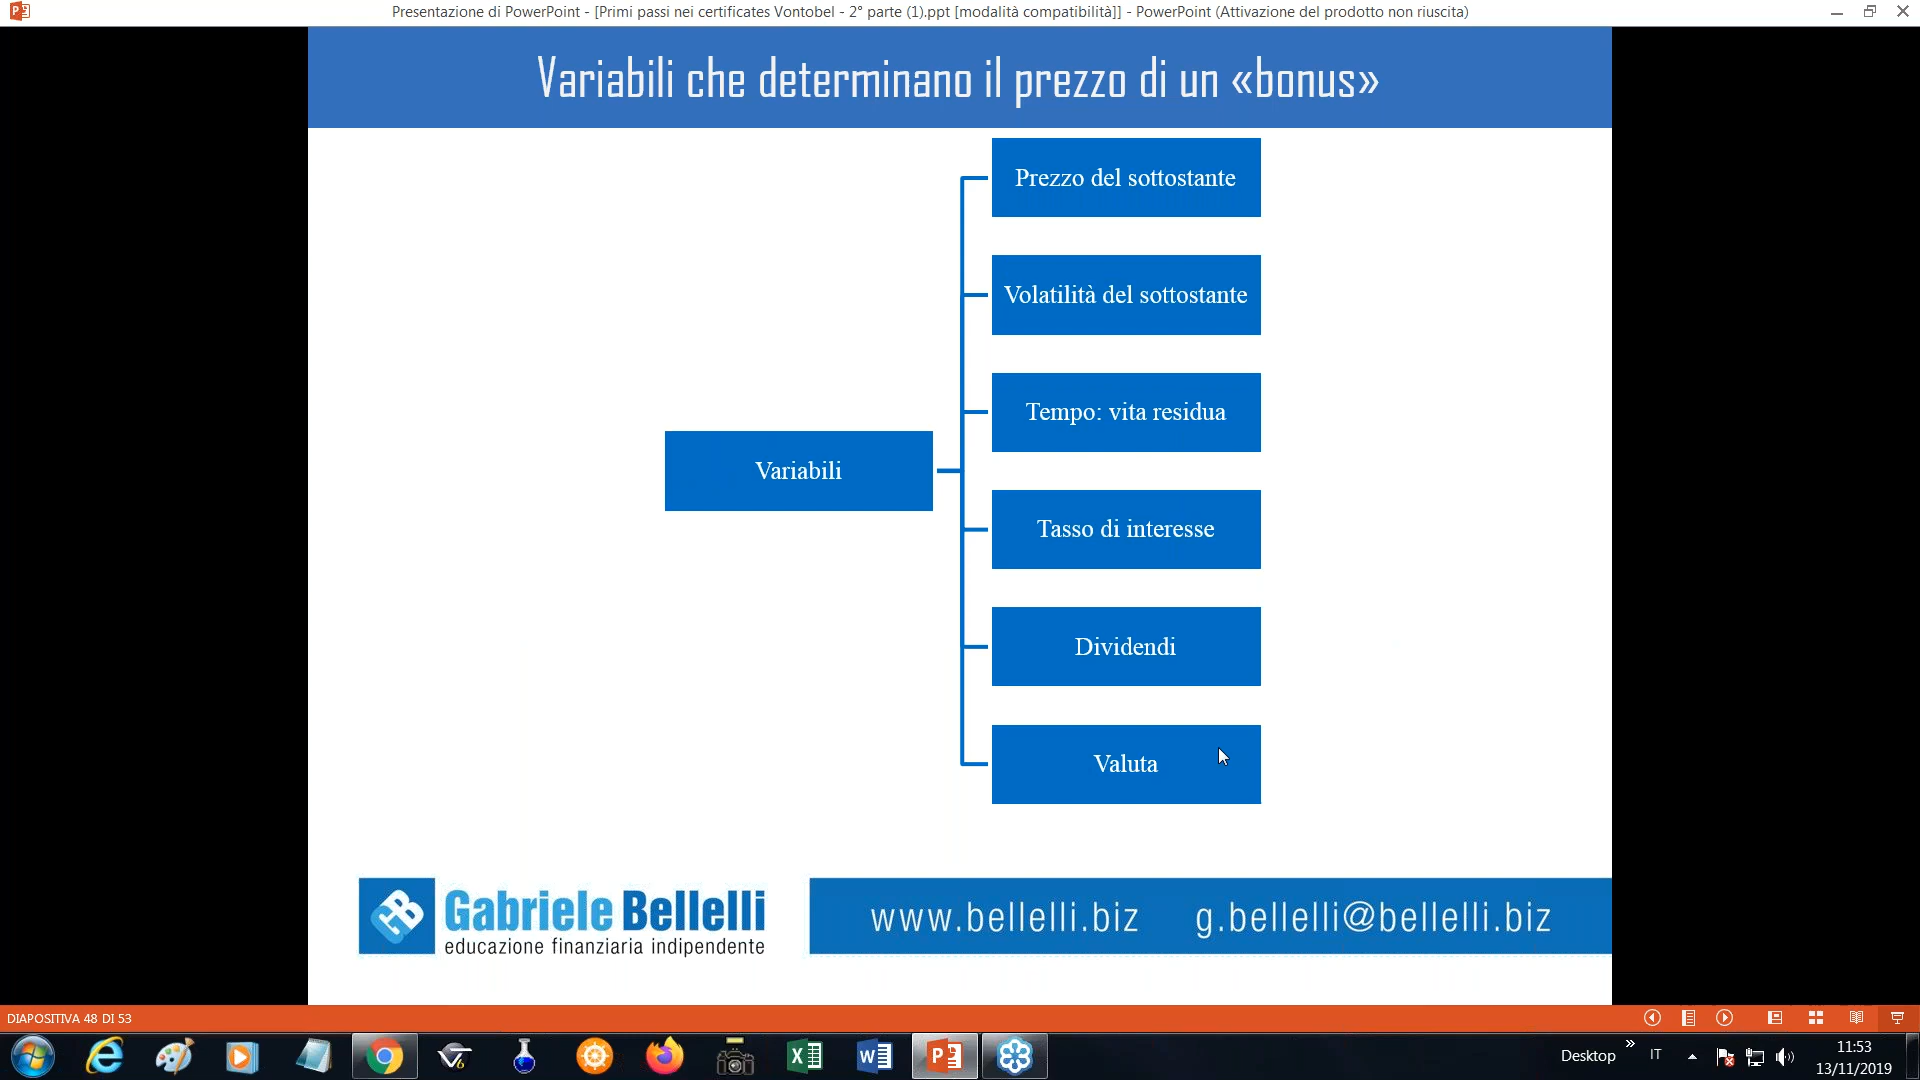 Presentazione di PowerPoint - [Primi passi nei certificates Vontobel - 2° parte (1).ppt [modalità compatibilità]] - PowerPoint (Attivazione del prodotto non riuscita)
Variabili che determinano il prezzo di un «bonus»
Prezzo del sottostante
Volatilità del sottostante
Tempo: vita residua
Variabili
Tasso di interesse
Dividendi
Valuta
Gabriele Bellelli
educazione finanziaria indipendente
www.bellelli.biz g.bellelli@bellelli.biz
DIAPOSITIVA 48 DI 53
Desktop
»
IT
11:53
13/11/2019